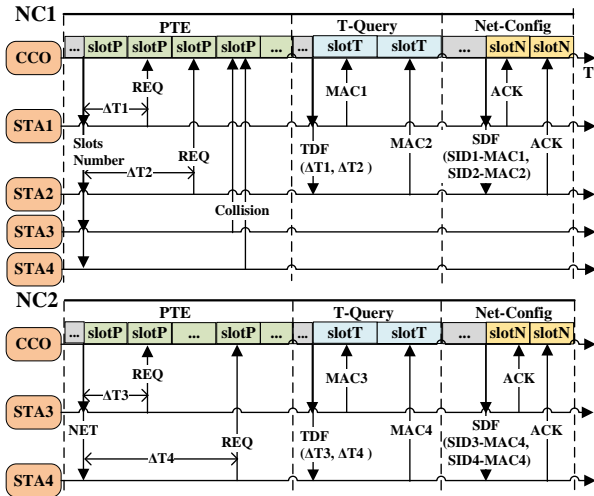 NC1
PTE
T-Query
Net-Config
CCO
... slotP slotP slotP slotP ... ... slotT slotT ... slotN slotN
T
REQ
MAC1
ACK
STA1
ΔT1
Slots
Number
REQ
TDF
(ΔT1, ΔT2 )
MAC2
SDF
(SID1-MAC1,
SID2-MAC2)
ACK
ΔT2
STA2
Collision
STA3
STA4
NC2
PTE
T-Query
Net-Config
CCO
... slotP slotP ... slotP ... ... slotT slotT ... slotN slotN
REQ
MAC3
ACK
ΔT3
STA3
NET
REQ
TDF
(ΔT3, ΔT4 )
MAC4
SDF
(SID3-MAC4,
SID4-MAC4)
ACK
ΔT4
STA4